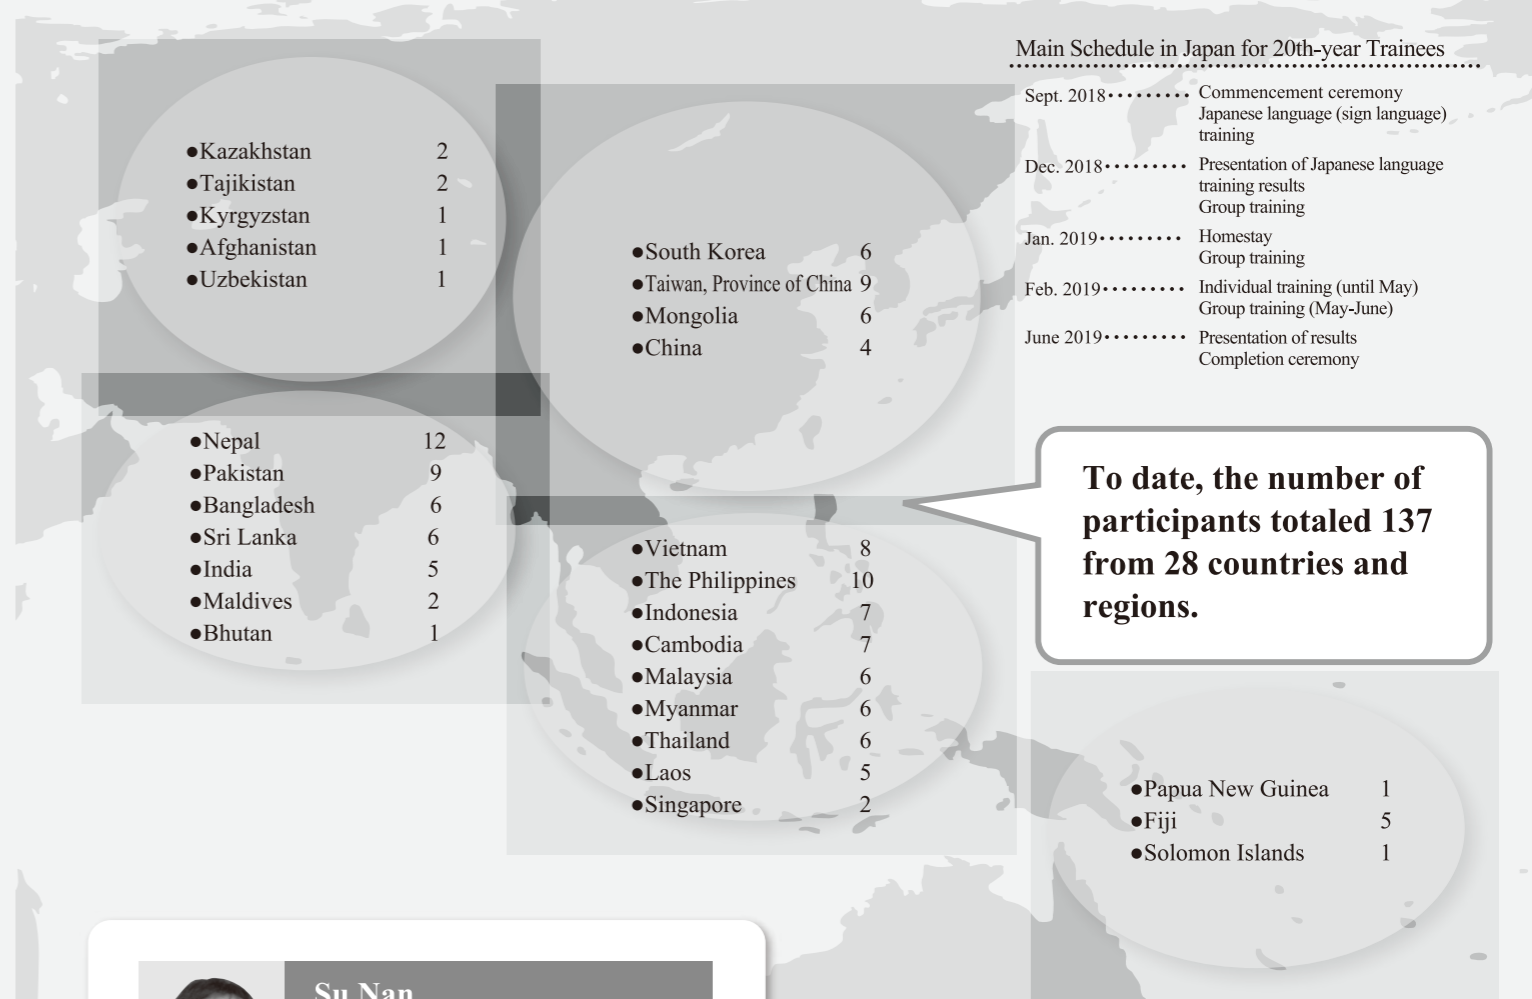 Main Schedule in Japan for 20th-year Trainees
Sept. 2018 ········· Commencement ceremony
Japanese language (sign language)
training
Dec. 2018 ········· Presentation of Japanese language
training results
Group training
Jan. 2019 ········· Homestay
Group training
Feb. 2019 ········· Individual training (until May)
Group training (May-June)
June 2019 ········· Presentation of results
Completion ceremony
●Kazakhstan 2
●Tajikistan 2
●Kyrgyzstan 1
●Afghanistan 1
●Uzbekistan 1
●South Korea 6
●Taiwan, Province of China 9
●Mongolia 6
●China 4
●Nepal 12
●Pakistan 9
●Bangladesh 6
●Sri Lanka 6
●India 5
●Maldives 2
●Bhutan 1
●Vietnam 8
●The Philippines 10
●Indonesia 7
●Cambodia 7
●Malaysia 6
●Myanmar 6
●Thailand 6
●Laos 5
●Singapore 2
To date, the number of
participants totaled 137
from 28 countries and
regions.
●Papua New Guinea 1
●Fiji 5
●Solomon Islands 1
Su Nan